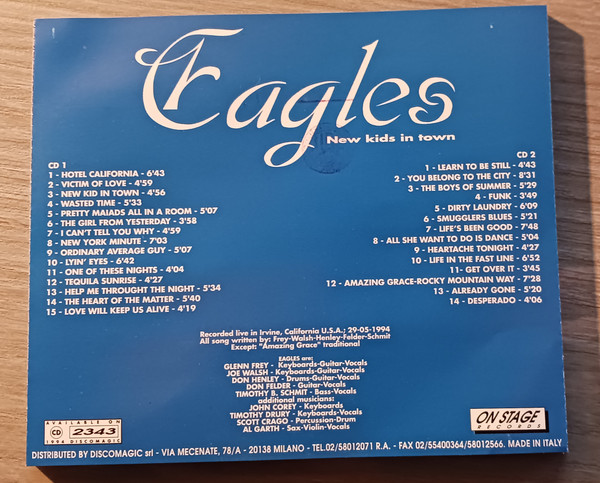 Eagles
New kids in town
CD 1
1 - HOTEL CALIFORNIA - 6'43
2 - VICTIM OF LOVE - 4'59
3 - NEW KID IN TOWN - 4'56
4 - WASTED TIME - 5'33
5 - PRETTY MAIADS ALL IN A ROOM - 5'07
6 - THE GIRL FROM YESTERDAY - 3'58
7 - I CAN'T TELL YOU WHY - 4'59
8 - NEW YORK MINUTE - 7'03
9 - ORDINARY AVERAGE GUY - 5'07
10 - LYIN' EYES - 6'42
11 - ONE OF THESE NIGHTS - 4'04
12 - TEQUILA SUNRISE - 4'27
13 - HELP ME THROUGHT THE NIGHT - 5'34
14 - THE HEART OF THE MATTER - 5'40
15 - LOVE WILL KEEP US ALIVE - 4'19
CD 2
1 - LEARN TO BE STILL - 4'43
2 - YOU BELONG TO THE CITY - 8'31
3 - THE BOYS OF SUMMER - 5'29
4 - FUNK - 3'49
5 - DIRTY LAUNDRY - 6'09
6 - SMUGGLERS BLUES - 5'21
7 - LIFE'S BEEN GOOD - 7'48
8 - ALL SHE WANT TO DO IS DANCE - 5'04
9 - HEARTACHE TONIGHT - 4'27
10 - LIFE IN THE FAST LINE - 6'52
11 - GET OVER IT - 3'45
12 - AMAZING GRACE-ROCKY MOUNTAIN WAY - 7'28
13 - ALREADY GONE - 5'20
14 - DESPERADO - 4'06
Recorded live in Irvine, California U.S.A.; 29-05-1994
All song written by: Frey-Walsh-Henley-Felder-Schmit
Except: "Amazing Grace" traditional
EAGLES are:
GLENN FREY - Keyboards-Guitar-Vocals
JOE WALSH - Keyboards-Guitar-Vocals
DON HENLEY - Drums-Guitar-Vocals
DON FELDER - Guitar-Vocals
TIMOTHY B. SCHMIT - Bass-Vocals
additional musicians:
JOHN COREY - Keyboards
TIMOTHY DRURY - Keyboards-Vocals
SCOTT CRAGO - Percussion-Drum
AL GARTH - Sax-Violin-Vocals
AVAILABLE ON
CD 2343
1994 DISCOMAGIC
ON STAGE
RECORDS
DISTRIBUTED BY DISCOMAGIC srl - VIA MECENATE, 78/A - 20138 MILANO - TEL.02/58012071 R.A. - FAX 02/55400364/58012566. MADE IN ITALY